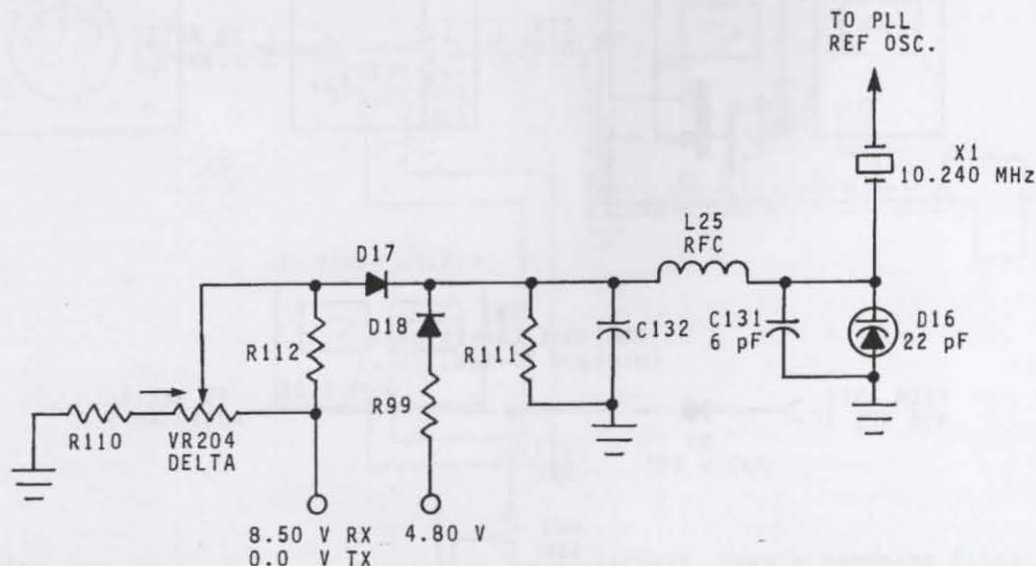 TO PLL
REF OSC.
X1
10.240 MHz
L25
RFC
D17
D18
R112
R111
C132
C131
6 pF
D16
22 pF
R99
R110
VR204
DELTA
8.50 V RX
0.0 V TX
4.80 V